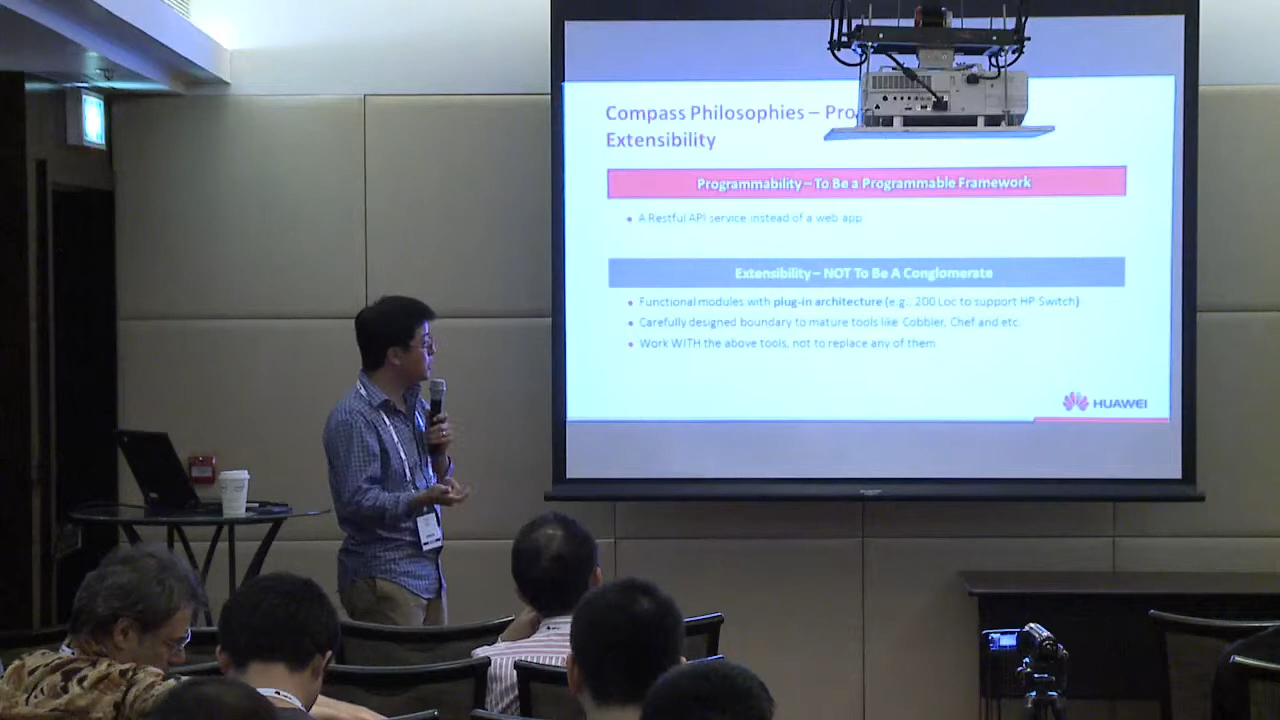 Compass Philosophies – Pro
Extensibility
Programmability – To Be a Programmable Framework
• A Restful API service instead of a web app
Extensibility – NOT To Be A Conglomerate
• Functional modules with plug-in architecture (e.g., 200 Loc to support HP Switch)
• Carefully designed boundary to mature tools like Cobbler, Chef and etc.
• Work WITH the above tools, not to replace any of them
HUAWEI